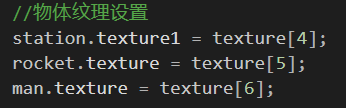 //物体纹理设置
station.texture1 = texture[4];
rocket.texture = texture[5];
man.texture = texture[6];